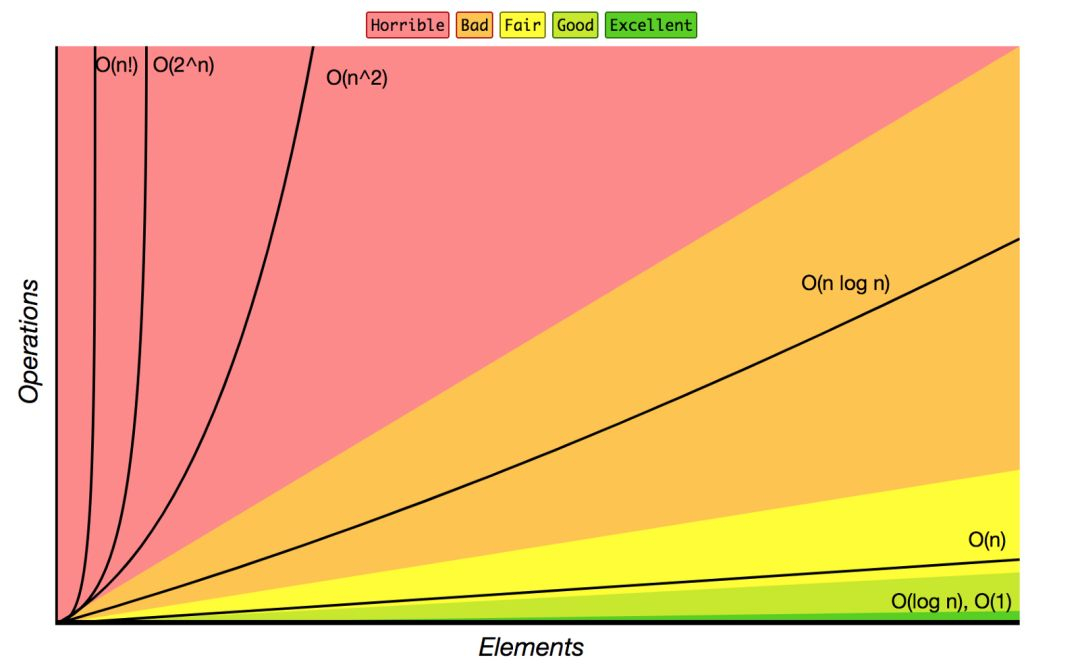 Horrible Bad Fair Good Excellent
O(n!) O(2^n)
O(n^2)
O(n log n)
Operations
O(n)
O(log n), O(1)
Elements